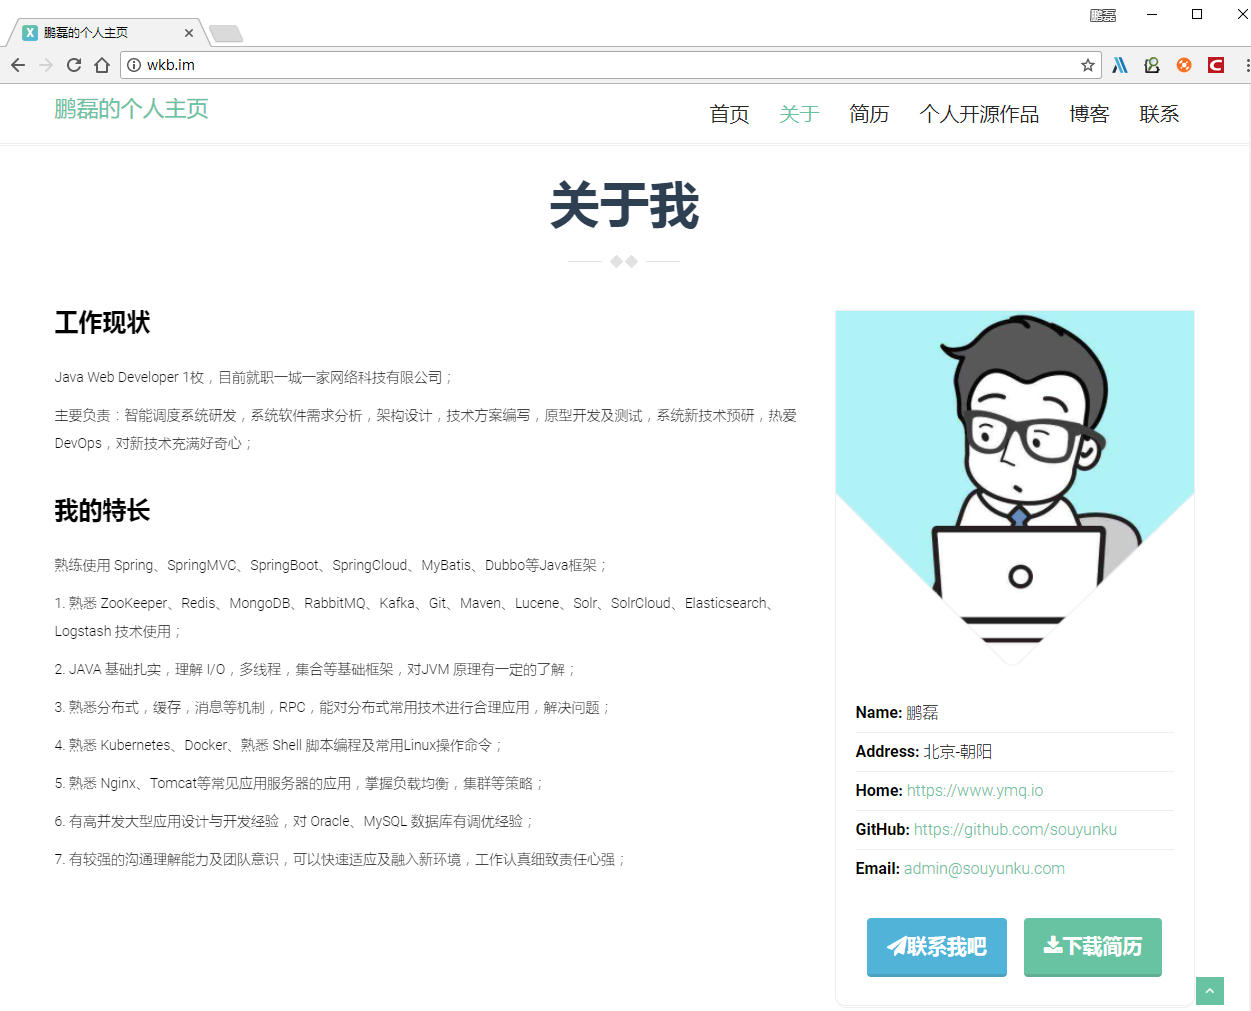 鹏磊
鹏磊的个人主页
wkb.im
鹏磊的个人主页
首页 关于 简历 个人开源作品 博客 联系
关于我
工作现状
Java Web Developer 1枚，目前就职一城一家网络科技有限公司；
主要负责：智能调度系统研发，系统软件需求分析，架构设计，技术方案编写，原型开发及测试，系统新技术预研，热爱
DevOps，对新技术充满好奇心；
我的特长
熟练使用 Spring、SpringMVC、SpringBoot、SpringCloud、MyBatis、Dubbo等Java框架；
1. 熟悉 ZooKeeper、Redis、MongoDB、RabbitMQ、Kafka、Git、Maven、Lucene、Solr、SolrCloud、Elasticsearch、
Logstash 技术使用；
2. JAVA 基础扎实，理解 I/O，多线程，集合等基础框架，对JVM 原理有一定的了解；
3. 熟悉分布式，缓存，消息等机制，RPC，能对分布式常用技术进行合理应用，解决问题；
4. 熟悉 Kubernetes、Docker、熟悉 Shell 脚本编程及常用Linux操作命令；
5. 熟悉 Nginx、Tomcat等常见应用服务器的应用，掌握负载均衡，集群等策略；
6. 有高并发大型应用设计与开发经验，对 Oracle、MySQL 数据库有调优经验；
7. 有较强的沟通理解能力及团队意识，可以快速适应及融入新环境，工作认真细致责任心强；
Name: 鹏磊
Address: 北京-朝阳
Home: https://www.ymq.io
GitHub: https://github.com/souyunku
Email: admin@souyunku.com
联系我吧
下载简历